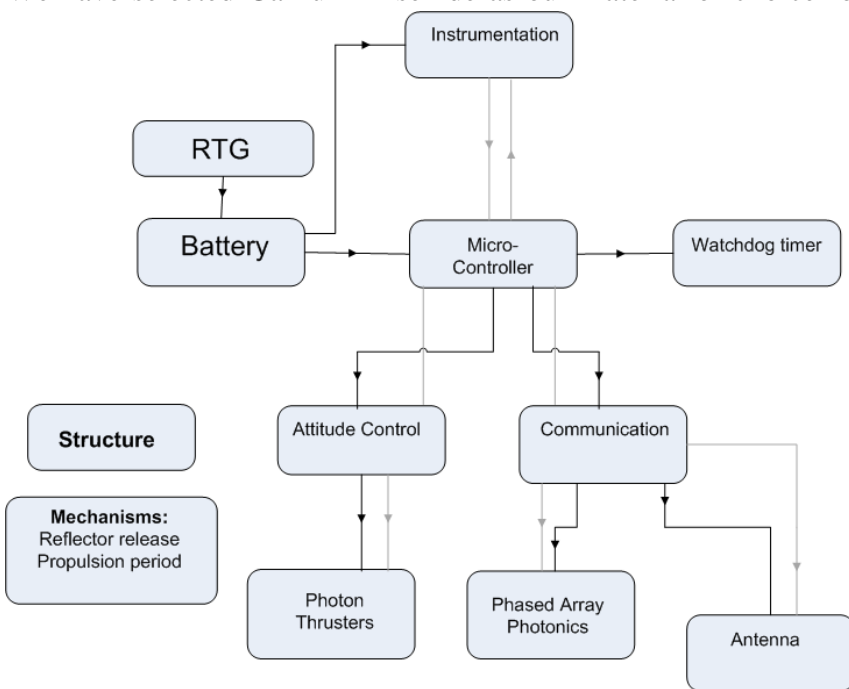 Instrumentation
RTG
Battery
Micro-
Controller
Watchdog timer
Attitude Control
Communication
Structure
Mechanisms:
Reflector release
Propulsion period
Photon
Thrusters
Phased Array
Photonics
Antenna